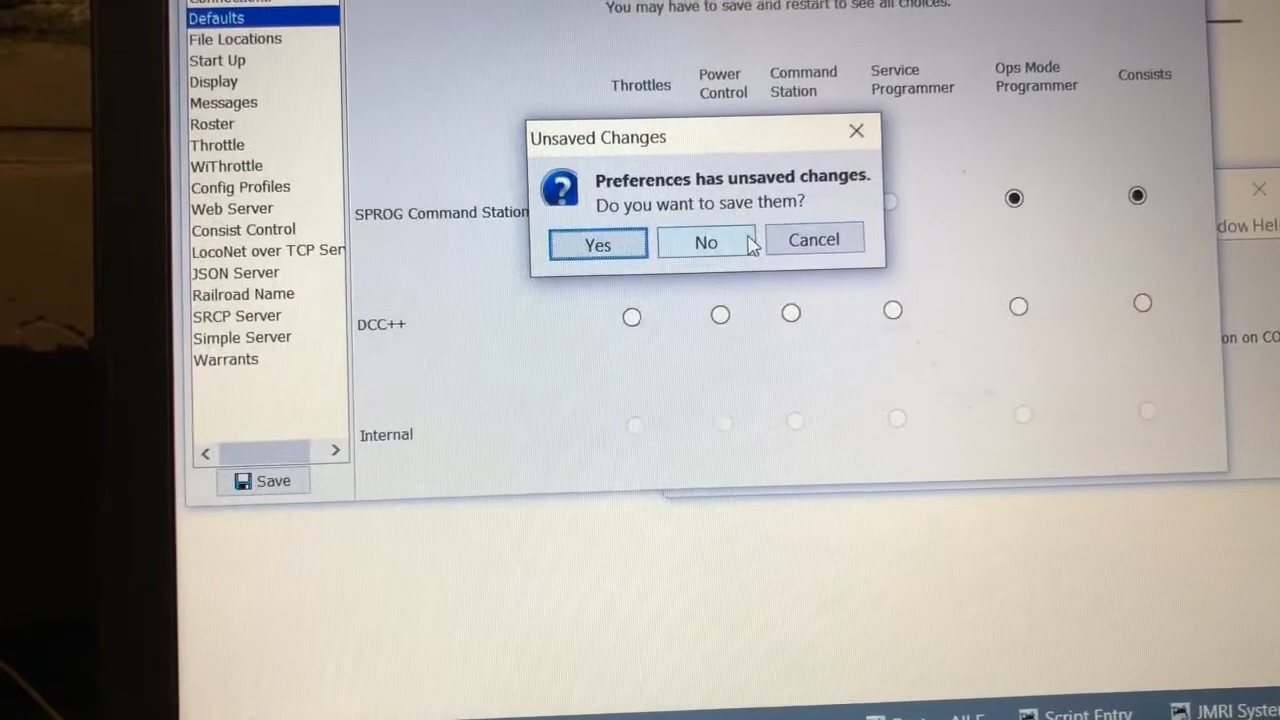 You may have to save and restart to see all choices.
Defaults
File Locations
Start Up
Display
Messages
Roster
Throttle
WiThrottle
Config Profiles
Web Server
Consist Control
LocoNet over TCP Ser
JSON Server
Railroad Name
SRCP Server
Simple Server
Warrants
Save
Throttles
Power Control
Command Station
Service Programmer
Ops Mode Programmer
Consists
SPROG Command Station
DCC++
Internal
Unsaved Changes
Preferences has unsaved changes.
Do you want to save them?
Yes No Cancel
dow Hel
on on CO
Script Entry
JMRI Syste